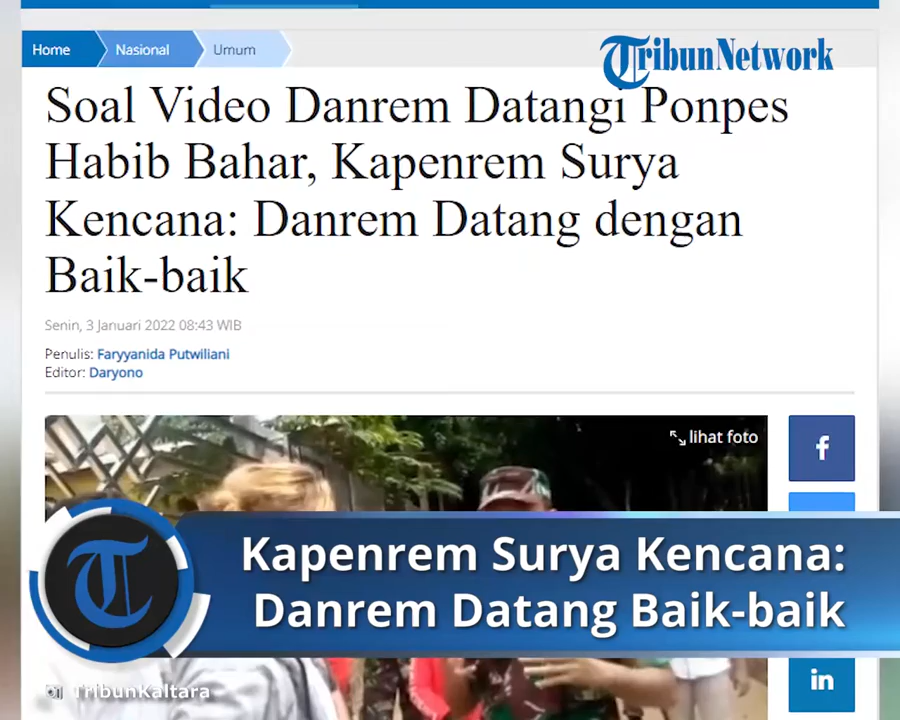 Home
Nasional
Umum
TribunNetwork
Soal Video Danrem Datangi Ponpes
Habib Bahar, Kapenrem Surya
Kencana: Danrem Datang dengan
Baik-baik
Senin, 3 Januari 2022 08:43 WIB
Penulis: Faryyanida Putwiliani
Editor: Daryono
lihat foto
f
Kapenrem Surya Kencana:
Danrem Datang Baik-baik
T
in
TribunKaltara